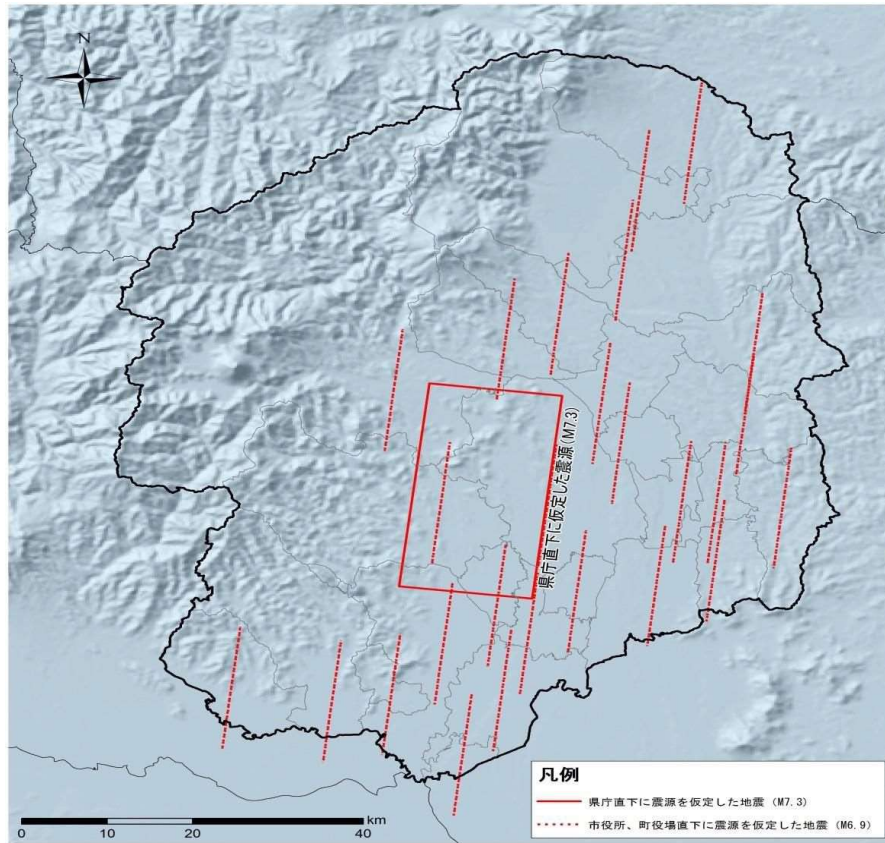 N
県庁直下に仮定した震源(M7.3)
凡例
県庁直下に震源を仮定した地震 (M7.3)
市役所、町役場直下に震源を仮定した地震 (M6.9)
km
0 10 20 40